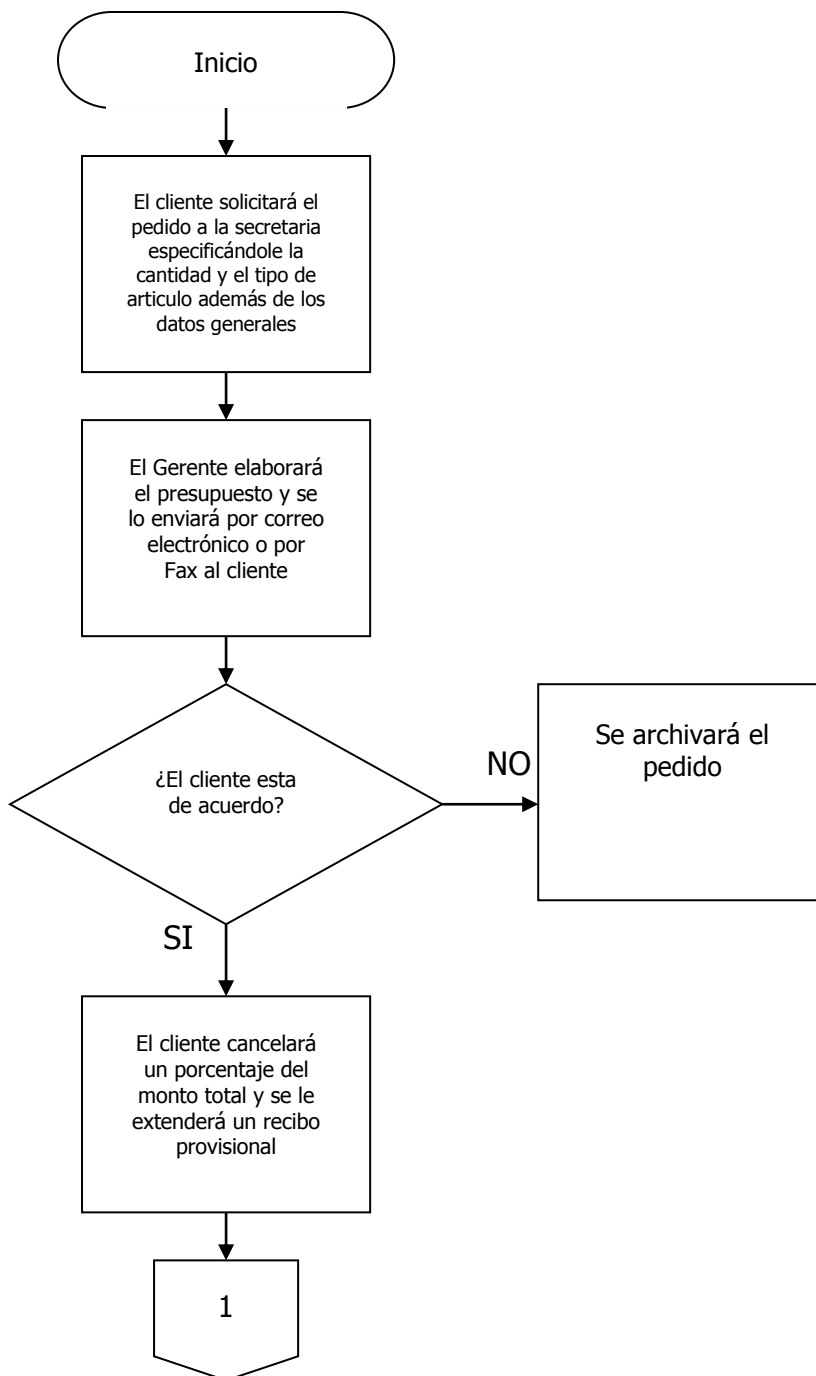 Inicio
El cliente solicitará el
pedido a la secretaria
especificándole la
cantidad y el tipo de
articulo además de los
datos generales
El Gerente elaborará
el presupuesto y se
lo enviará por correo
electrónico o por
Fax al cliente
¿El cliente esta
de acuerdo?
NO
Se archivará el
pedido
SI
El cliente cancelará
un porcentaje del
monto total y se le
extenderá un recibo
provisional
1